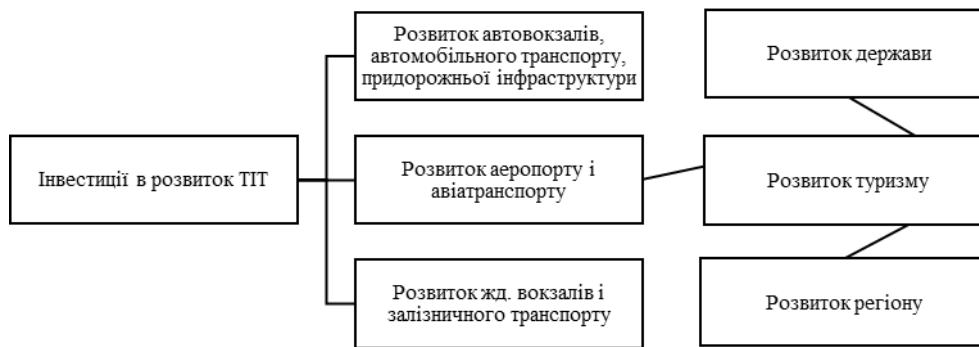 Розвиток автовокзалів,
автомобільного транспорту,
придорожньої інфраструктури
Розвиток держави
Інвестиції в розвиток ТІТ
Розвиток аеропорту і
авіатранспорту
Розвиток туризму
Розвиток жд. вокзалів і
залізничного транспорту
Розвиток регіону